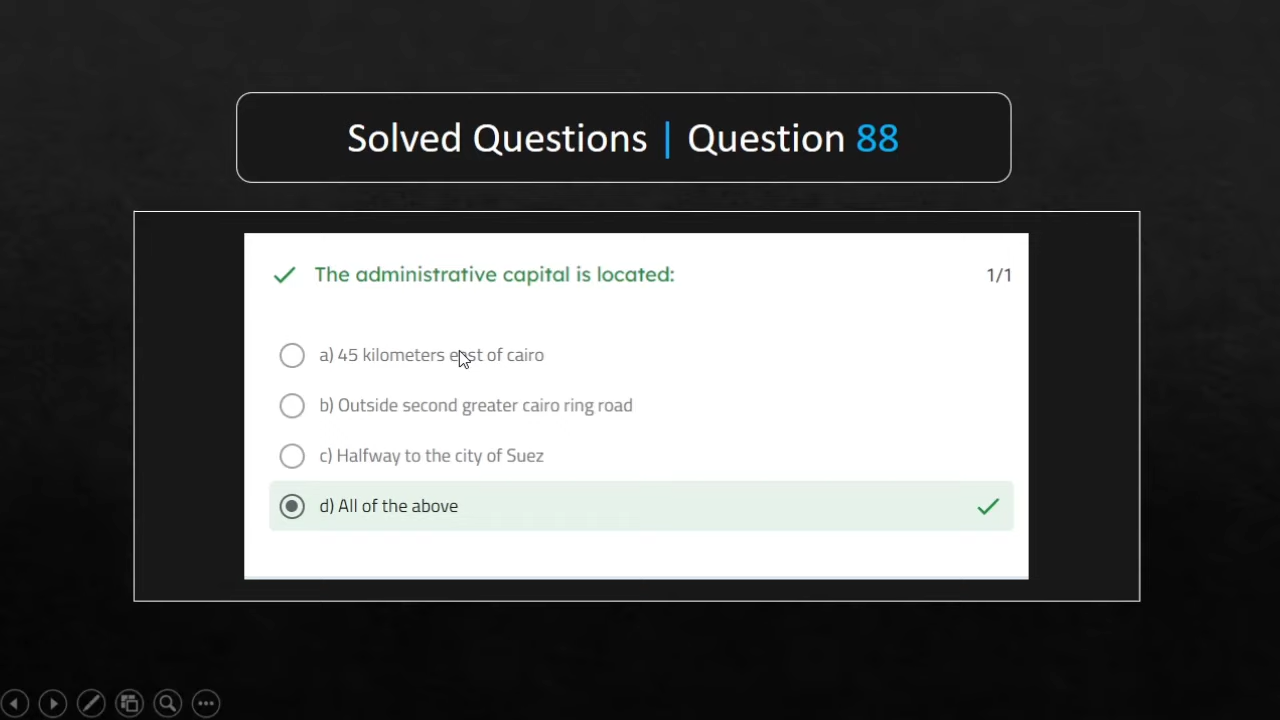 Solved Questions | Question 88
The administrative capital is located:
1/1
a) 45 kilometers east of cairo
b) Outside second greater cairo ring road
c) Halfway to the city of Suez
d) All of the above